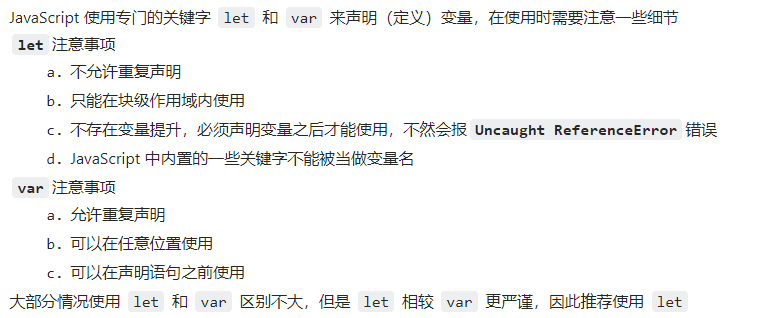 JavaScript 使用专门的关键字 let 和 var 来声明（定义）变量，在使用时需要注意一些细节
let 注意事项
a. 不允许重复声明
b. 只能在块级作用域内使用
c. 不存在变量提升，必须声明变量之后才能使用，不然会报 Uncaught ReferenceError 错误
d. JavaScript 中内置的一些关键字不能被当做变量名
var 注意事项
a. 允许重复声明
b. 可以在任意位置使用
c. 可以在声明语句之前使用
大部分情况使用 let 和 var 区别不大，但是 let 相较 var 更严谨，因此推荐使用 let